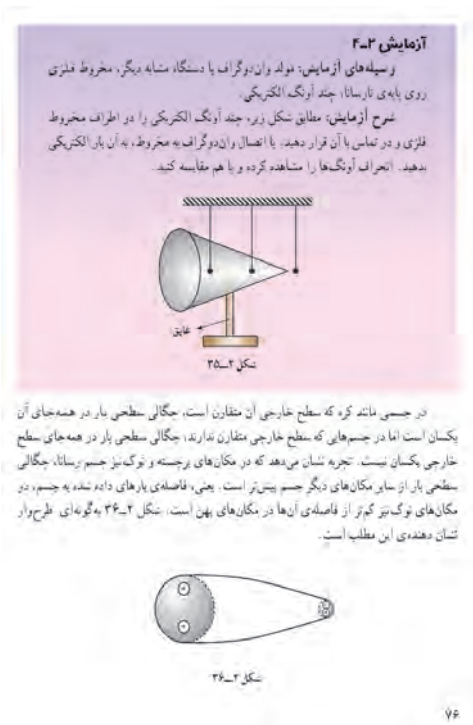 آزمایش ۲ــ۴
وسیله‌های آزمایش: مولد وان‌دوگراف یا دستگاه مشابه دیگر، مخروط فلزی
روی پایه‌ی نارسانا، چند آونگ الکتریکی.
شرح آزمایش: مطابق شکل زیر، چند آونگ الکتریکی را در اطراف مخروط
فلزی و در تماس با آن قرار دهید. با اتصال وان‌دوگراف به مخروط، به آن بار الکتریکی
بدهید. انحراف آونگ‌ها را مشاهده کرده و با هم مقایسه کنید.
عایق
شکل ۲ــ۳۵
در جسمی مانند کره که سطح خارجی آن متقارن است، چگالی سطحی بار در همه‌جای آن
یکسان است اما در جسم‌هایی که سطح خارجی متقارن ندارند، چگالی سطحی بار در همه‌جای سطح
خارجی یکسان نیست. تجربه نشان می‌دهد که در مکان‌های برجسته و نوک‌تیز جسم رسانا، چگالی
سطحی بار از سایر مکان‌های دیگر جسم بیش‌تر است. یعنی، فاصله‌ی بارهای داده شده به جسم، در
مکان‌های نوک‌تیز کم‌تر از فاصله‌ی آن‌ها در مکان‌های پهن است. شکل ۲ــ۳۶ به‌گونه‌ای طرح‌وار
نشان دهنده‌ی این مطلب است.
شکل ۲ــ۳۶
۷۶